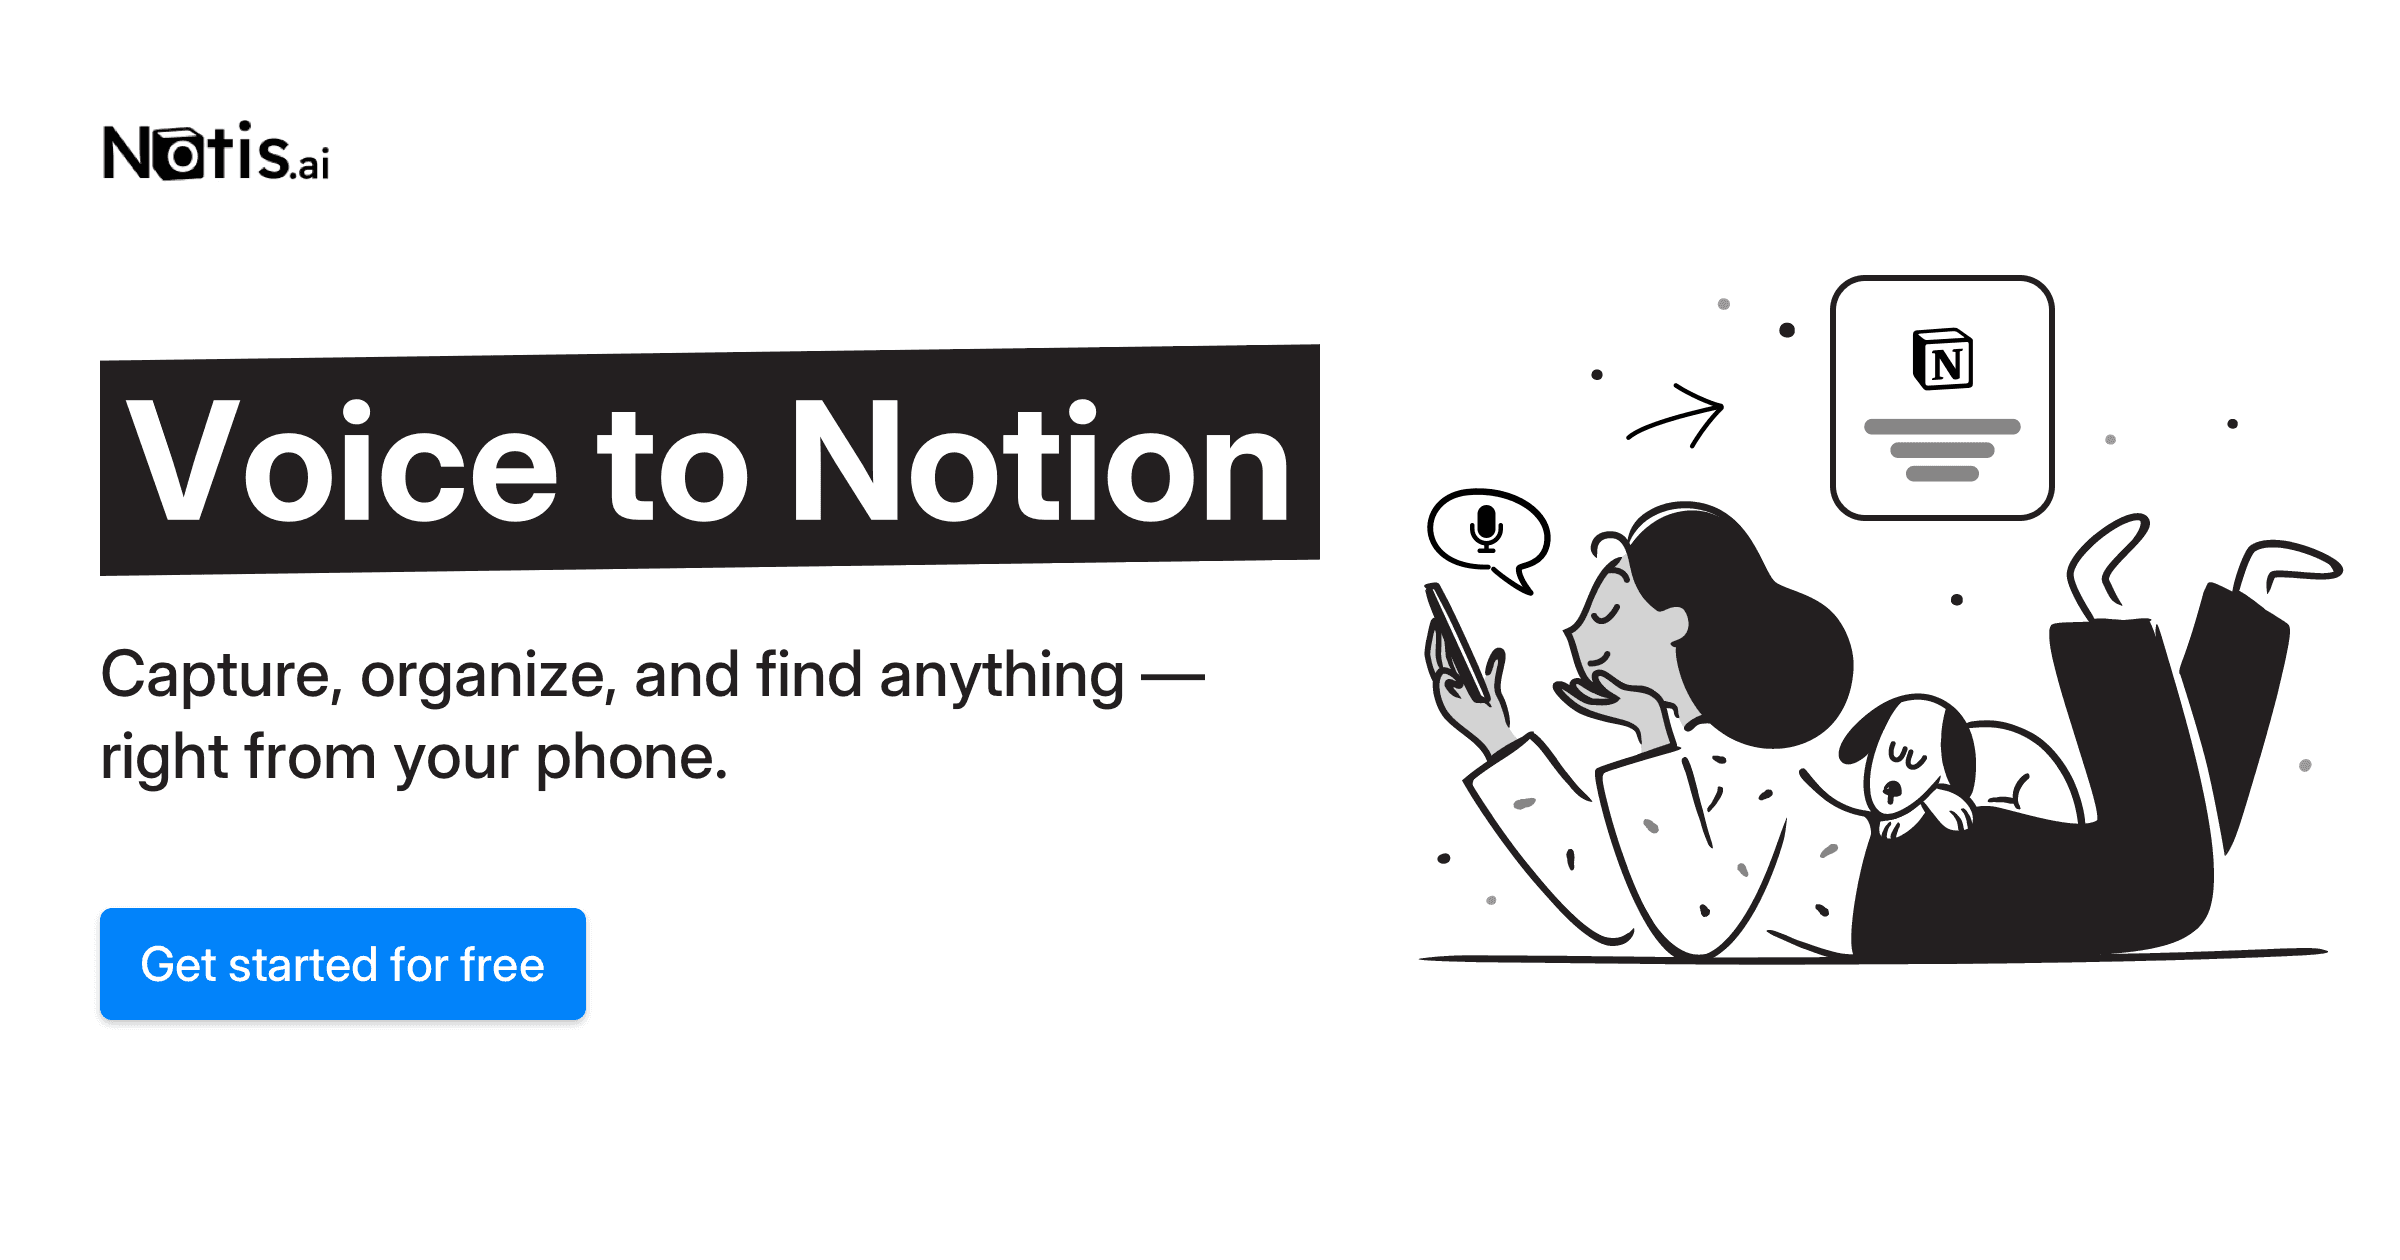 Notis.ai
Voice to Notion
Capture, organize, and find anything —
right from your phone.
Get started for free
N